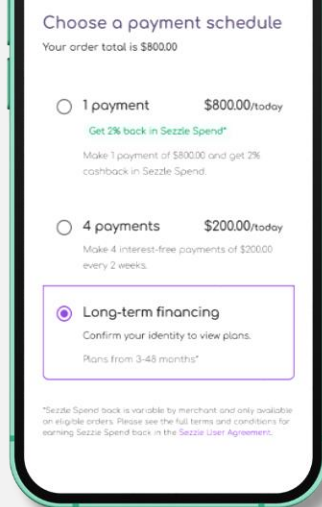 Choose a payment schedule
Your order total is $800.00
1 payment $800.00/today
Get 2% back in Sezzle Spend*
Make 1 payment of $800.00 and get 2%
cashback in Sezzle Spend.
4 payments $200.00/today
Make 4 interest-free payments of $200.00
every 2 weeks.
Long-term financing
Confirm your identity to view plans.
Plans from 3-48 months*
*Sezzle Spend back is variable by merchant and only available
on eligible orders. Please see the full terms and conditions for
earning Sezzle Spend back in the Sezzle User Agreement.